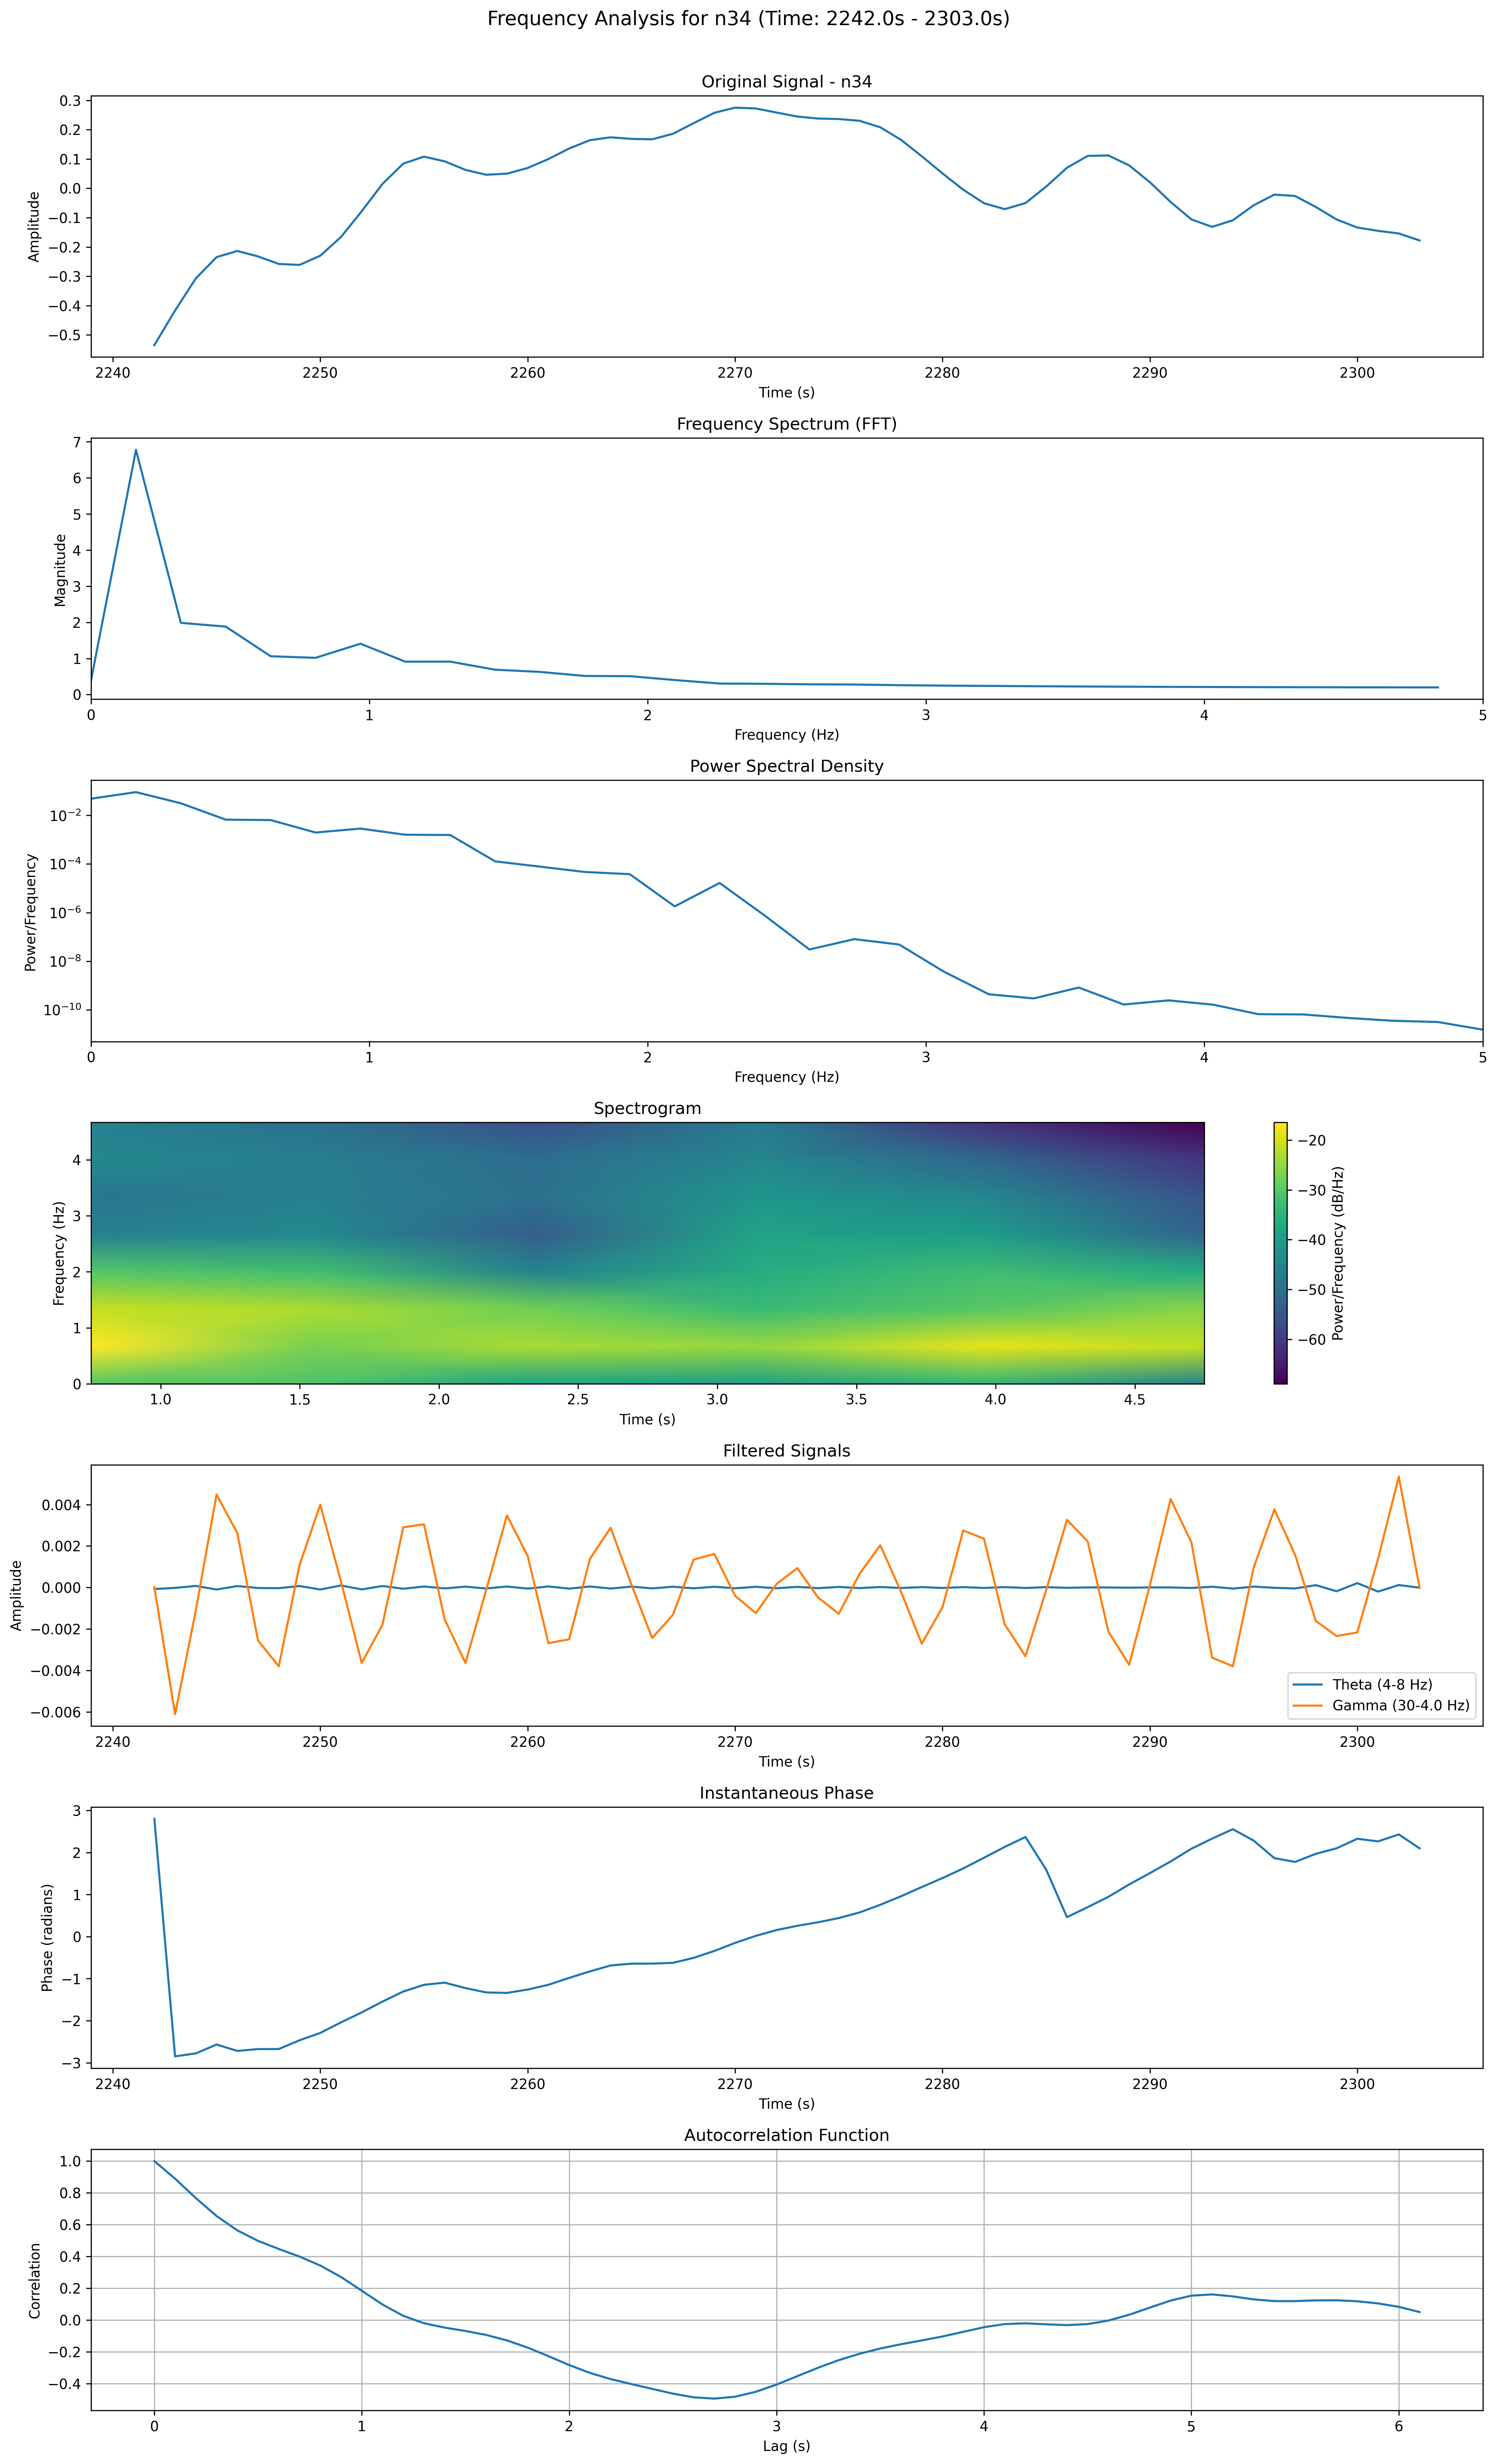 Frequency Analysis for n34 (Time: 2242.0s - 2303.0s)
Original Signal - n34
0.3
0.2
0.1
0.0
−0.1
−0.2
−0.3
−0.4
−0.5
Amplitude
2240 2250 2260 2270 2280 2290 2300
Time (s)
Frequency Spectrum (FFT)
7
6
5
4
3
2
1
0
Magnitude
0 1 2 3 4 5
Frequency (Hz)
Power Spectral Density
10⁻²
10⁻⁴
10⁻⁶
10⁻⁸
10⁻¹⁰
Power/Frequency
0 1 2 3 4 5
Frequency (Hz)
Spectrogram
4
3
2
1
0
Frequency (Hz)
1.0 1.5 2.0 2.5 3.0 3.5 4.0 4.5
Time (s)
−20
−30
−40
−50
−60
Power/Frequency (dB/Hz)
Filtered Signals
0.004
0.002
0.000
−0.002
−0.004
−0.006
Amplitude
Theta (4-8 Hz)
Gamma (30-4.0 Hz)
2240 2250 2260 2270 2280 2290 2300
Time (s)
Instantaneous Phase
3
2
1
0
−1
−2
−3
Phase (radians)
2240 2250 2260 2270 2280 2290 2300
Time (s)
Autocorrelation Function
1.0
0.8
0.6
0.4
0.2
0.0
−0.2
−0.4
Correlation
0 1 2 3 4 5 6
Lag (s)